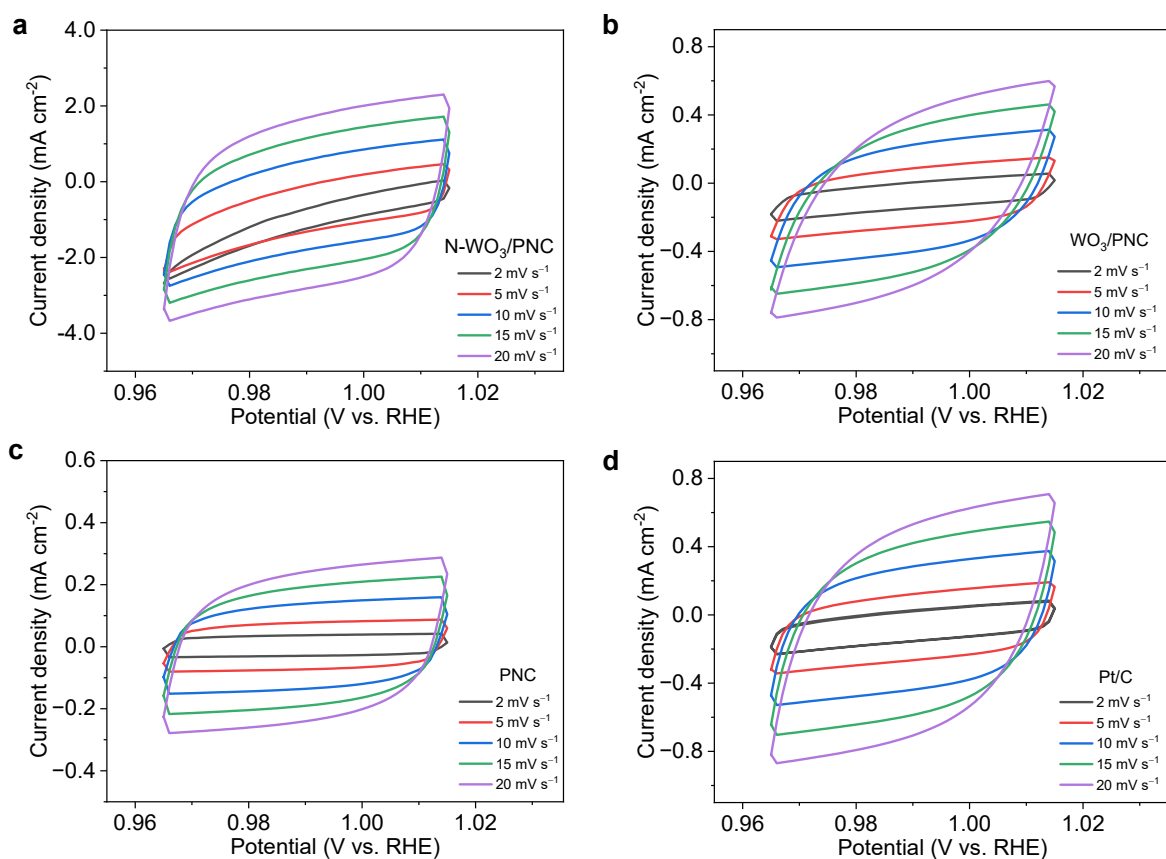 a
4.0
2.0
0.0
-2.0
-4.0
Current density (mA cm⁻²)
N-WO₃/PNC
2 mV s⁻¹
5 mV s⁻¹
10 mV s⁻¹
15 mV s⁻¹
20 mV s⁻¹
0.96 0.98 1.00 1.02
Potential (V vs. RHE)
b
0.8
0.4
0.0
-0.4
-0.8
Current density (mA cm⁻²)
WO₃/PNC
2 mV s⁻¹
5 mV s⁻¹
10 mV s⁻¹
15 mV s⁻¹
20 mV s⁻¹
0.96 0.98 1.00 1.02
Potential (V vs. RHE)
c
0.6
0.4
0.2
0.0
-0.2
-0.4
Current density (mA cm⁻²)
PNC
2 mV s⁻¹
5 mV s⁻¹
10 mV s⁻¹
15 mV s⁻¹
20 mV s⁻¹
0.96 0.98 1.00 1.02
Potential (V vs. RHE)
d
0.8
0.4
0.0
-0.4
-0.8
Current density (mA cm⁻²)
Pt/C
2 mV s⁻¹
5 mV s⁻¹
10 mV s⁻¹
15 mV s⁻¹
20 mV s⁻¹
0.96 0.98 1.00 1.02
Potential (V vs. RHE)